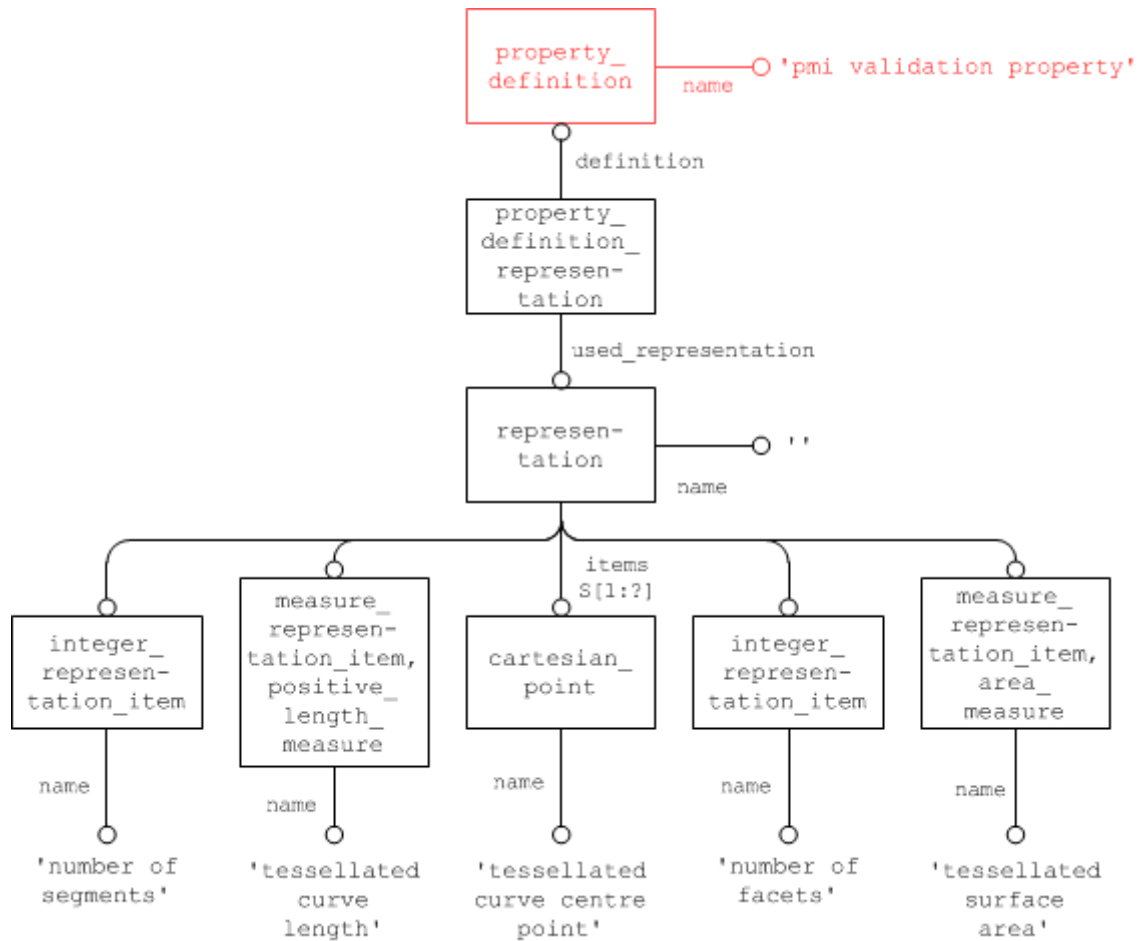 property_
definition
'pmi validation property'
name
definition
property_
definition_
represen-
tation
used_representation
represen-
tation
' '
name
items
S[1:?]
integer_
represen-
tation_item
measure_
represen-
tation_item,
positive_
length_
measure
cartesian_
point
integer_
represen-
tation_item
measure_
represen-
tation_item,
area_
measure
name
name
name
name
name
'number of
segments'
'tessellated
curve
length'
'tessellated
curve centre
point'
'number of
facets'
'tessellated
surface
area'